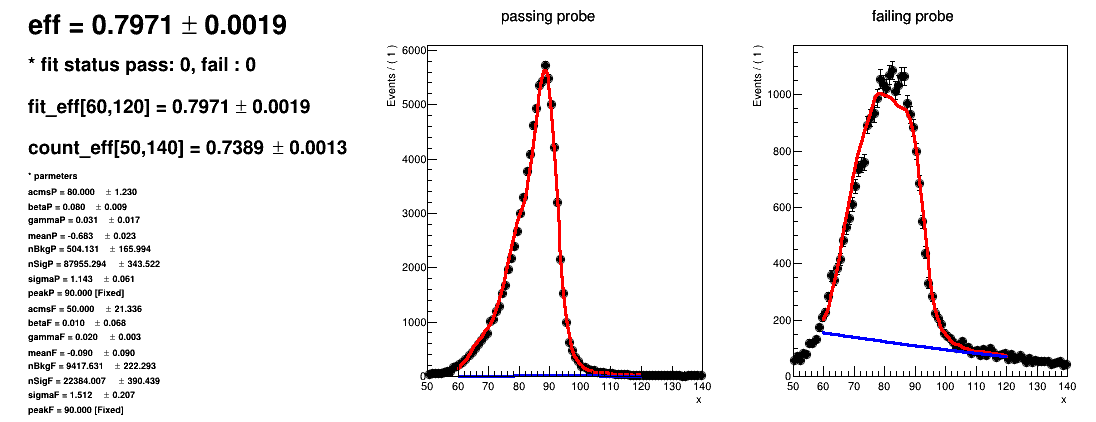 eff = 0.7971 ± 0.0019
* fit status pass: 0, fail : 0
fit_eff[60,120] = 0.7971 ± 0.0019
count_eff[50,140] = 0.7389 ± 0.0013
* parmeters
acmsP = 80.000 ± 1.230
betaP = 0.080 ± 0.009
gammaP = 0.031 ± 0.017
meanP = -0.683 ± 0.023
nBkgP = 504.131 ± 165.994
nSigP = 87955.294 ± 343.522
sigmaP = 1.143 ± 0.061
peakP = 90.000 [Fixed]
acmsF = 50.000 ± 21.336
betaF = 0.010 ± 0.068
gammaF = 0.020 ± 0.003
meanF = -0.090 ± 0.090
nBkgF = 9417.631 ± 222.293
nSigF = 22384.007 ± 390.439
sigmaF = 1.512 ± 0.207
peakF = 90.000 [Fixed]
passing probe
Events / ( 1 )
6000
5000
4000
3000
2000
1000
0
50 60 70 80 90 100 110 120 130 140
x
failing probe
Events / ( 1 )
1000
800
600
400
200
0
50 60 70 80 90 100 110 120 130 140
x